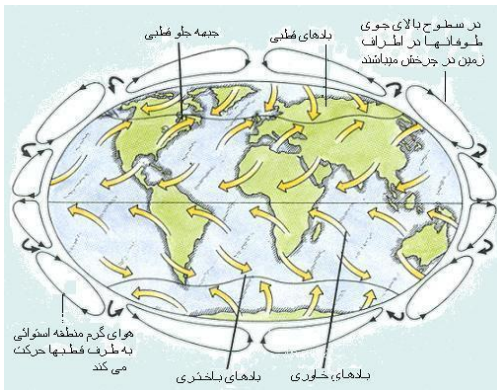 در سطوح بالای جوی
طوفانها در اطراف
زمین در چرخش میباشند
بادهای قطبی
جبهه جلو قطبی
هوای گرم منطقه استوائی
به طرف قطبها حرکت
می کند
بادهای باختری
بادهای خاوری